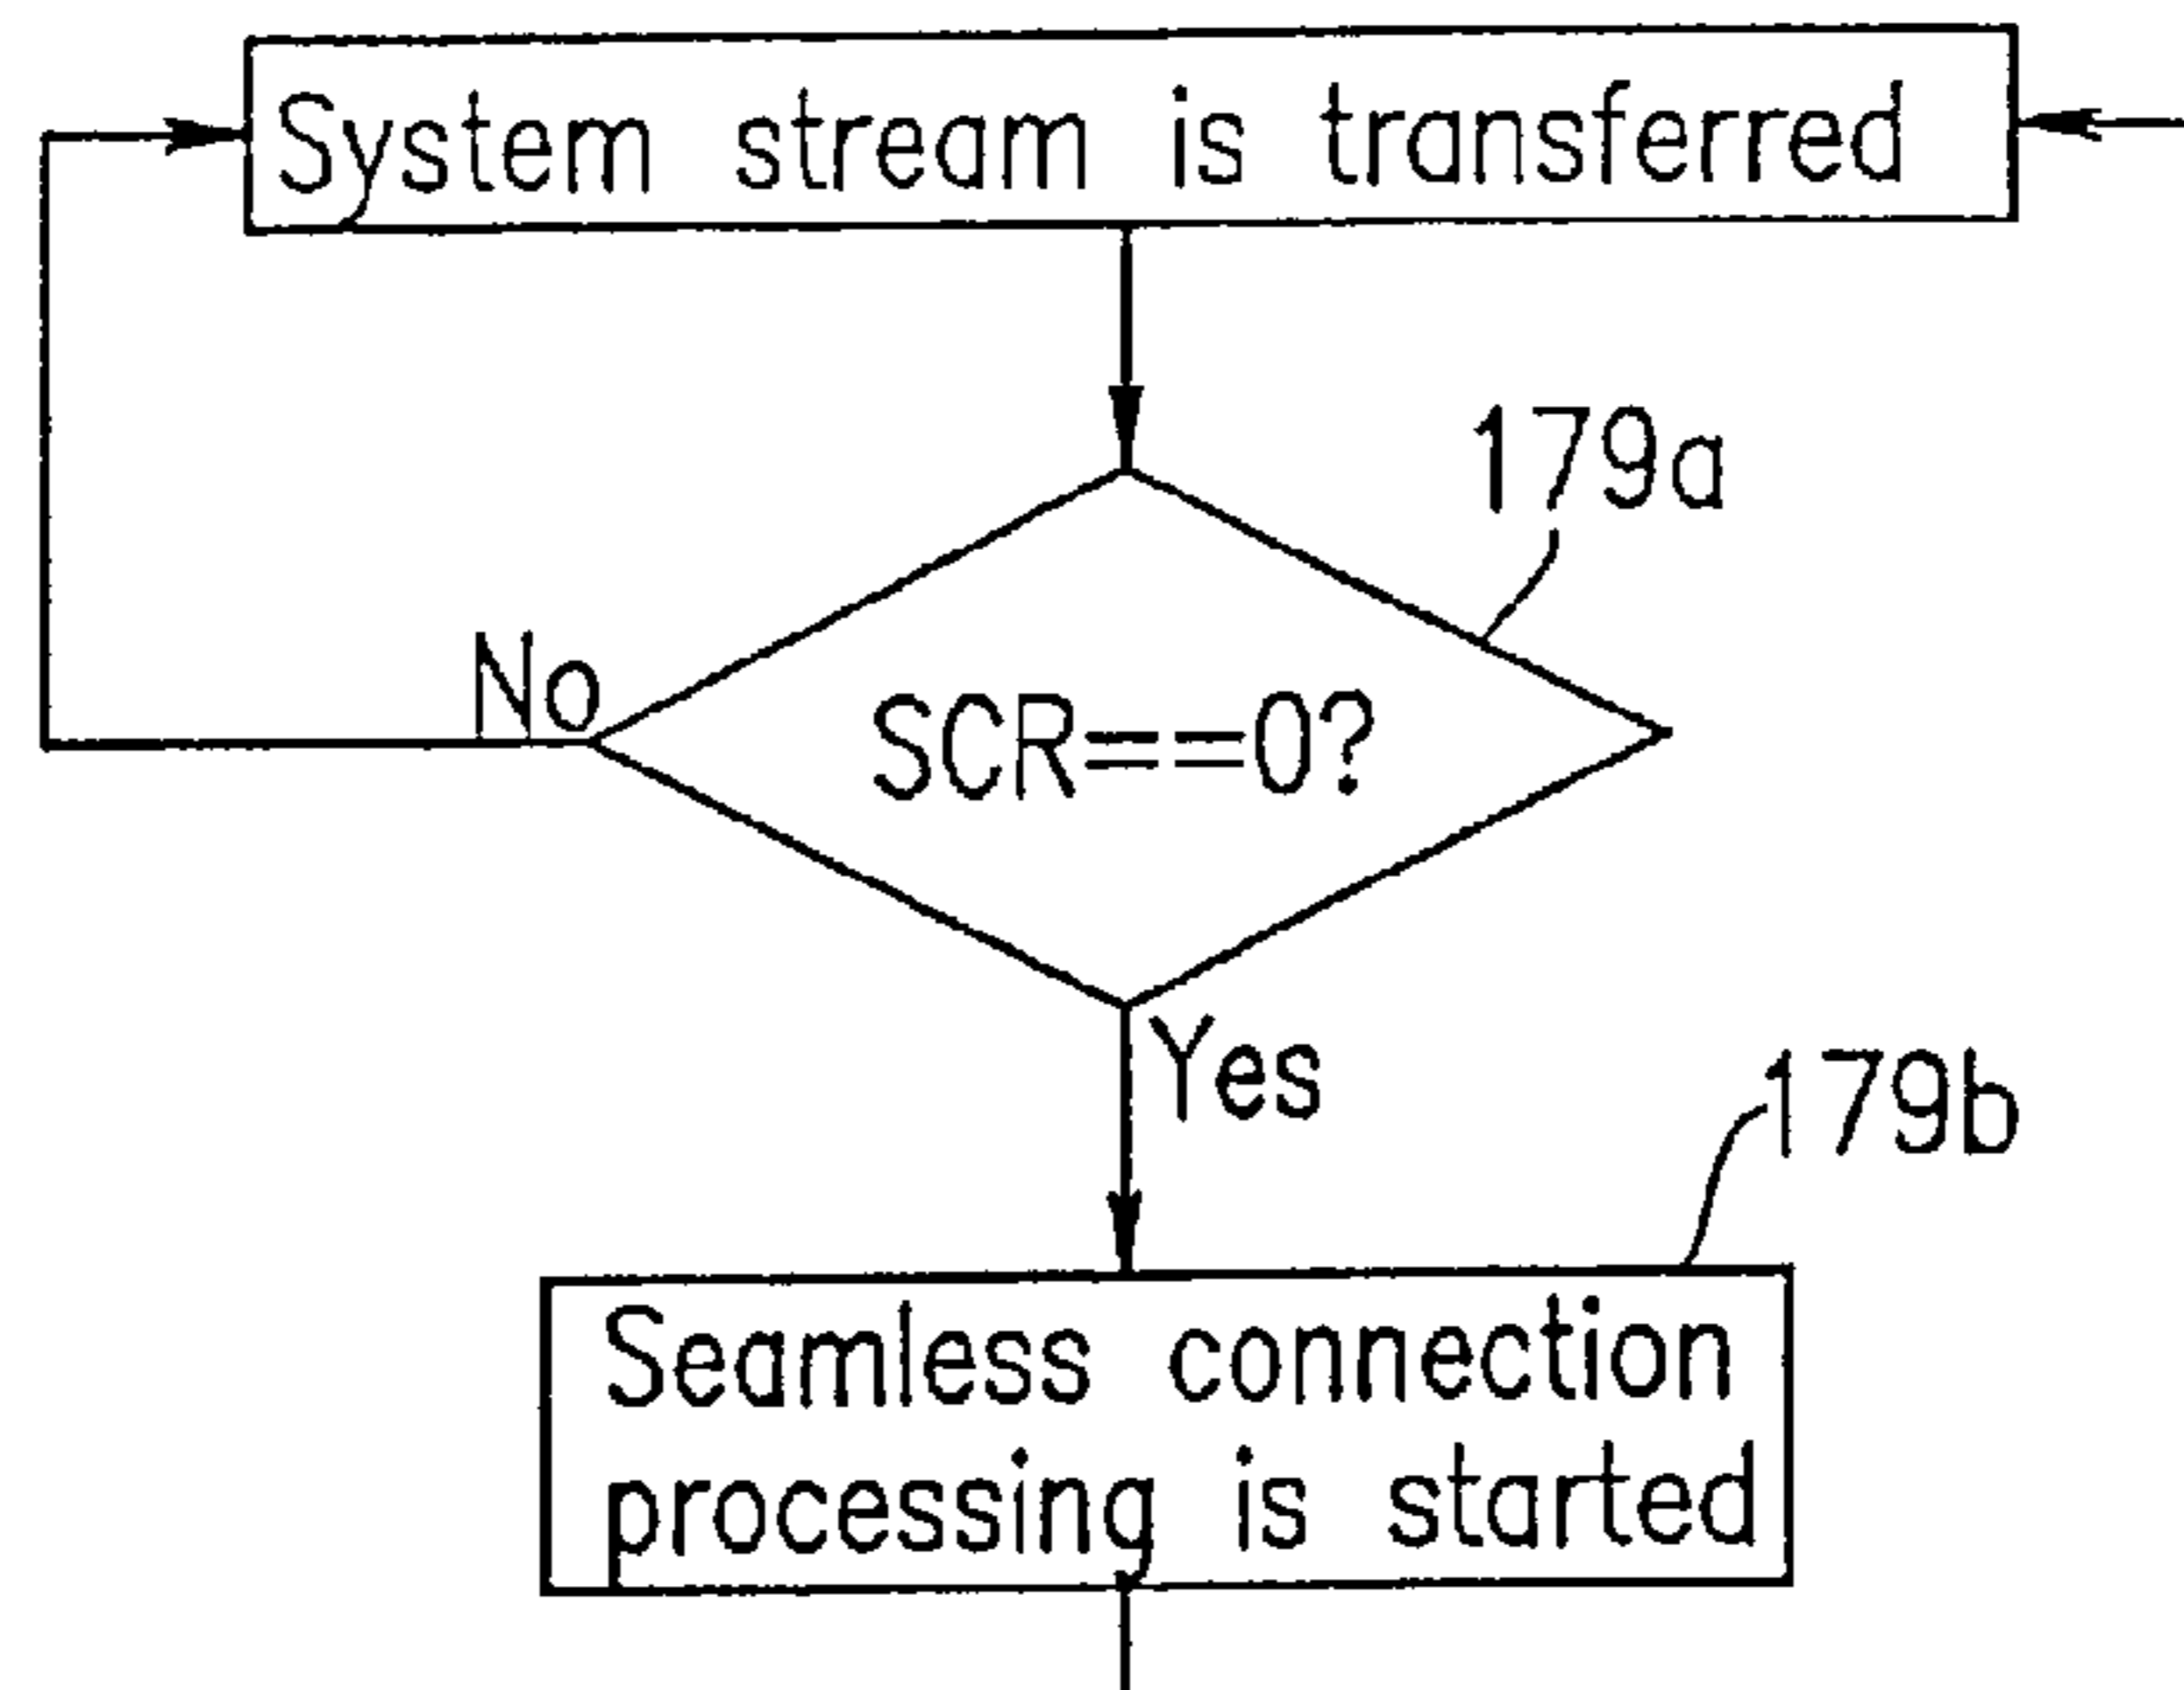 System stream is transferred
179a
No
SCR==0?
Yes
179b
Seamless connection
processing is started